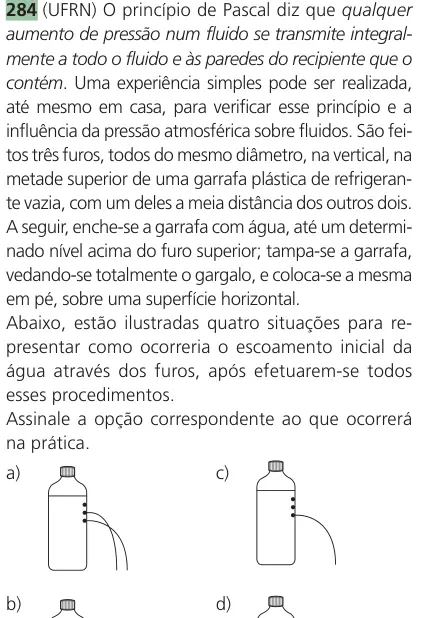 284 (UFRN) O princípio de Pascal diz que qualquer
aumento de pressão num fluido se transmite integral-
mente a todo o fluido e às paredes do recipiente que o
contém. Uma experiência simples pode ser realizada,
até mesmo em casa, para verificar esse princípio e a
influência da pressão atmosférica sobre fluidos. São fei-
tos três furos, todos do mesmo diâmetro, na vertical, na
metade superior de uma garrafa plástica de refrigeran-
te vazia, com um deles a meia distância dos outros dois.
A seguir, enche-se a garrafa com água, até um determi-
nado nível acima do furo superior; tampa-se a garrafa,
vedando-se totalmente o gargalo, e coloca-se a mesma
em pé, sobre uma superfície horizontal.
Abaixo, estão ilustradas quatro situações para re-
presentar como ocorreria o escoamento inicial da
água através dos furos, após efetuarem-se todos
esses procedimentos.
Assinale a opção correspondente ao que ocorrerá
na prática.
a)
c)
b)
d)